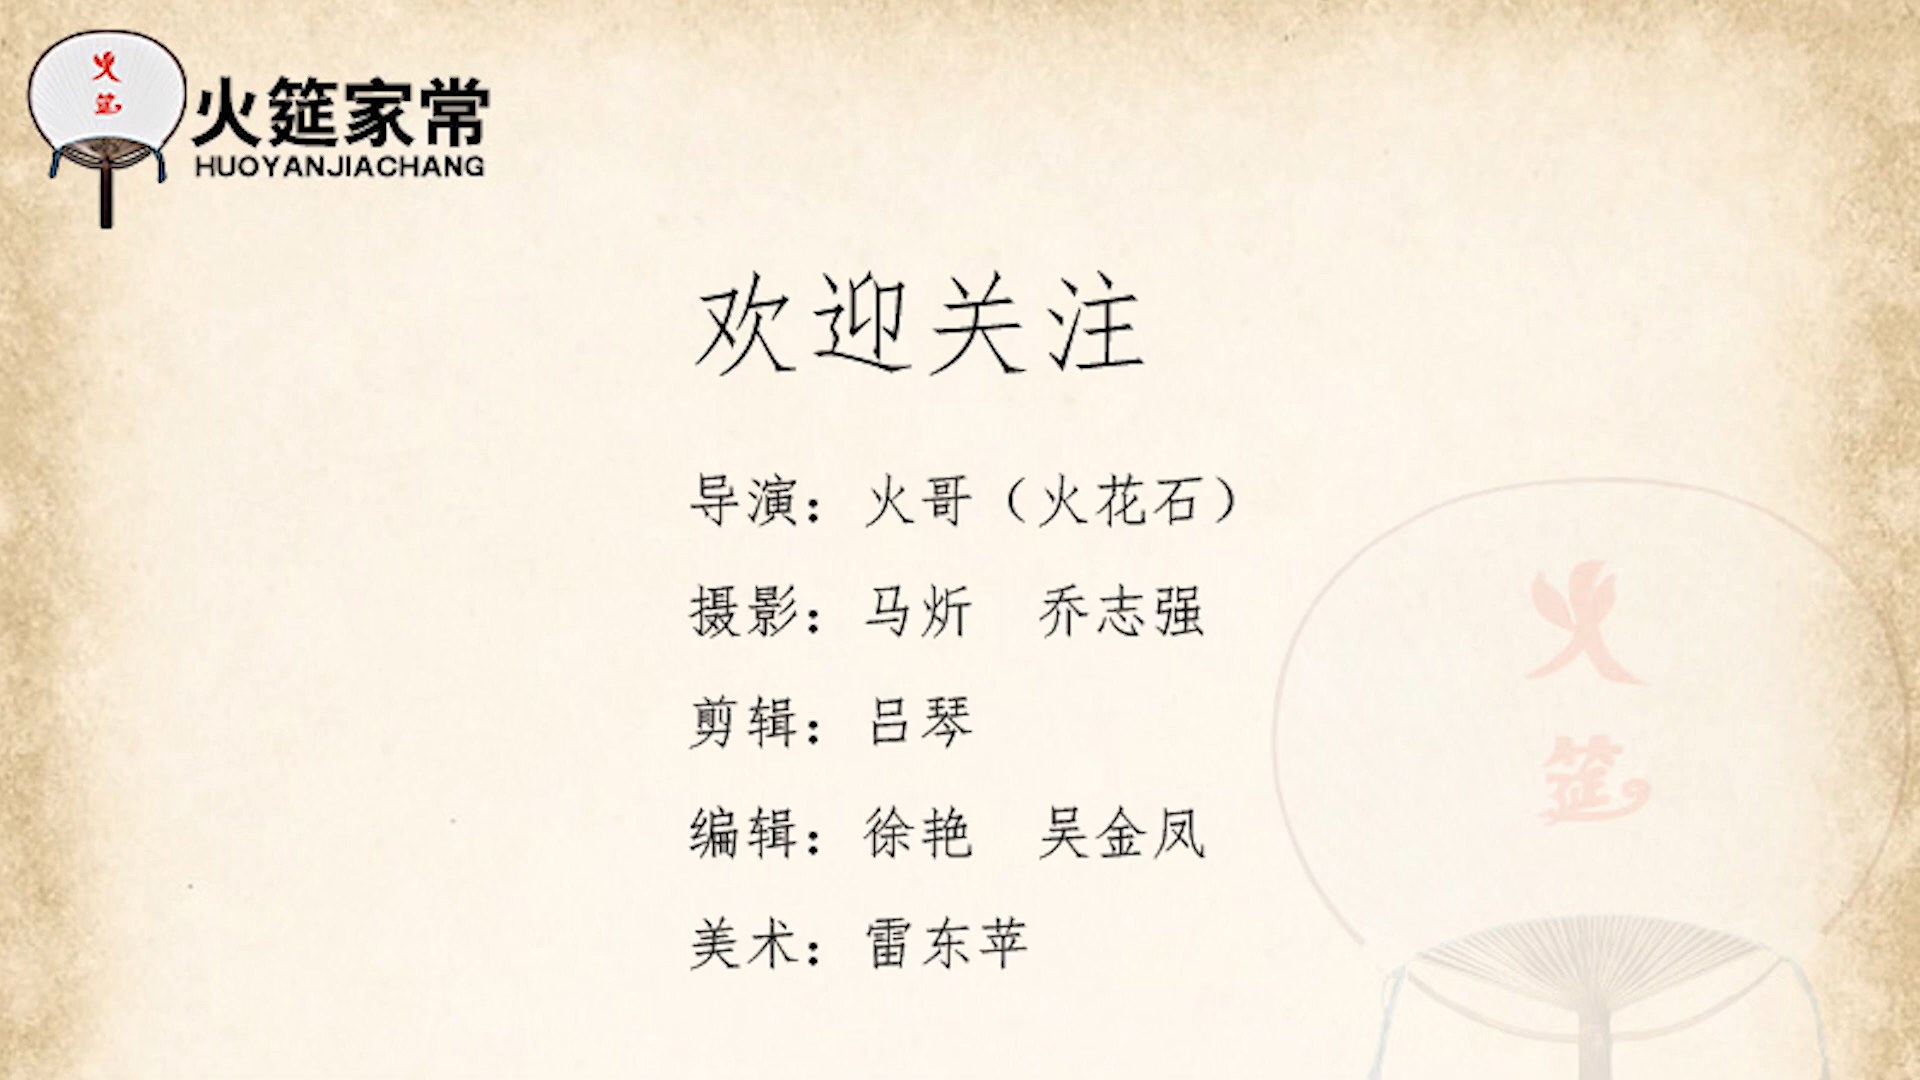 火筵
火筵家常
HUOYANJIACHANG
欢迎关注
导演：火哥（火花石）
摄影：马炘　乔志强
剪辑：吕琴
编辑：徐艳　吴金凤
美术：雷东苹
火
筵